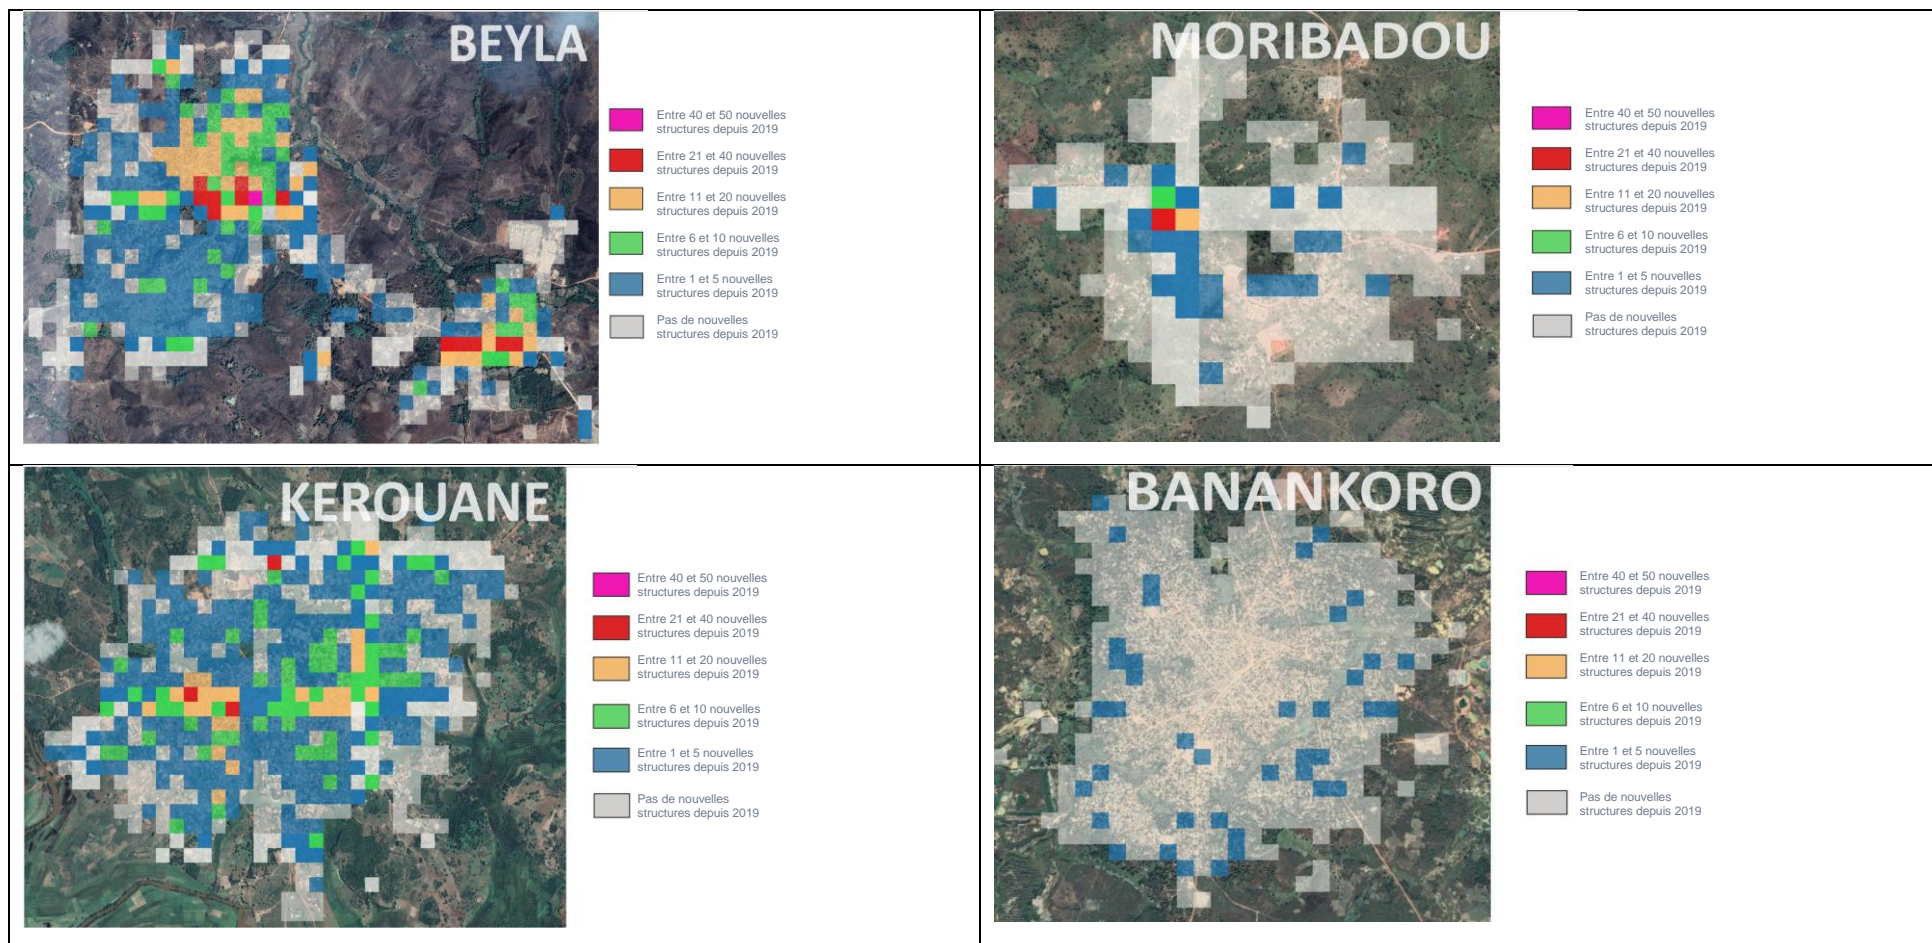 BEYLA
Entre 40 et 50 nouvelles
structures depuis 2019
Entre 21 et 40 nouvelles
structures depuis 2019
Entre 11 et 20 nouvelles
structures depuis 2019
Entre 6 et 10 nouvelles
structures depuis 2019
Entre 1 et 5 nouvelles
structures depuis 2019
Pas de nouvelles
structures depuis 2019
MORIBADOU
Entre 40 et 50 nouvelles
structures depuis 2019
Entre 21 et 40 nouvelles
structures depuis 2019
Entre 11 et 20 nouvelles
structures depuis 2019
Entre 6 et 10 nouvelles
structures depuis 2019
Entre 1 et 5 nouvelles
structures depuis 2019
Pas de nouvelles
structures depuis 2019
KEROUANE
Entre 40 et 50 nouvelles
structures depuis 2019
Entre 21 et 40 nouvelles
structures depuis 2019
Entre 11 et 20 nouvelles
structures depuis 2019
Entre 6 et 10 nouvelles
structures depuis 2019
Entre 1 et 5 nouvelles
structures depuis 2019
Pas de nouvelles
structures depuis 2019
BANANKORO
Entre 40 et 50 nouvelles
structures depuis 2019
Entre 21 et 40 nouvelles
structures depuis 2019
Entre 11 et 20 nouvelles
structures depuis 2019
Entre 6 et 10 nouvelles
structures depuis 2019
Entre 1 et 5 nouvelles
structures depuis 2019
Pas de nouvelles
structures depuis 2019